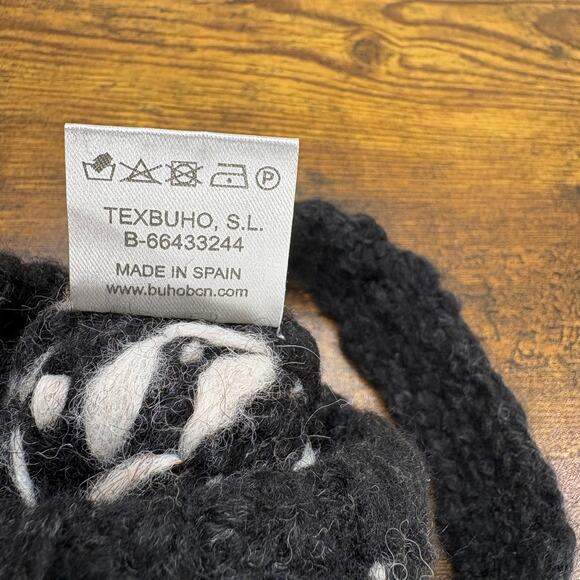 P
TEXBUHO, S.L.
B-66433244
MADE IN SPAIN
www.buhobcn.com